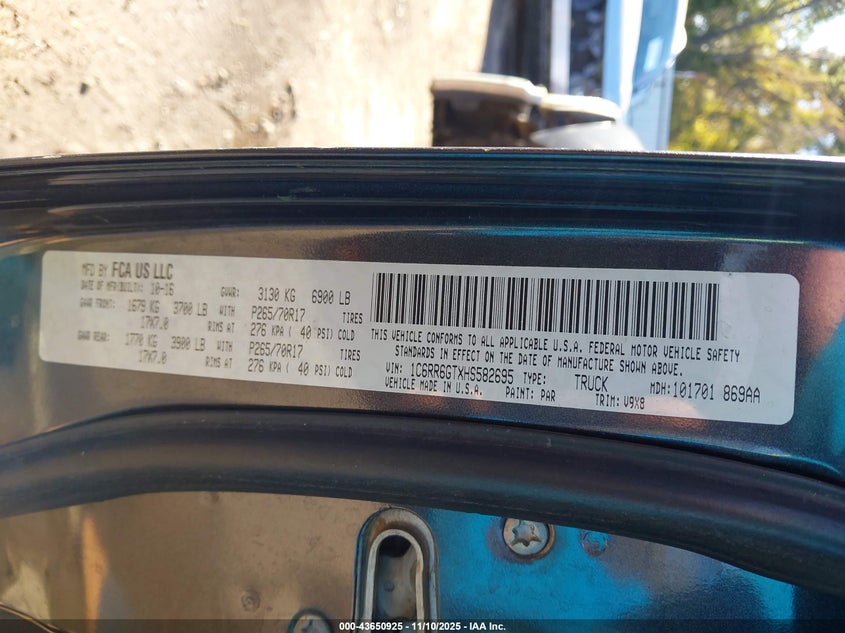 MFD BY FCA US LLC
DATE OF MFR(BUILT): 10-16 GVWR: 3130 KG 6900 LB
GAWR FRONT: 1679 KG 3700 LB WITH P265/70R17 TIRES
17X7.0 RIMS AT 276 KPA ( 40 PSI) COLD
GAWR REAR: 1770 KG 3900 LB WITH P265/70R17 TIRES
17X7.0 RIMS AT 276 KPA ( 40 PSI) COLD
THIS VEHICLE CONFORMS TO ALL APPLICABLE U.S.A. FEDERAL MOTOR VEHICLE SAFETY
STANDARDS IN EFFECT ON THE DATE OF MANUFACTURE SHOWN ABOVE.
VIN: 1C6RR6GTXHS582695 TYPE: TRUCK MDH:101701 869AA
VEHICLE MADE IN U.S.A. PAINT: PAR TRIM: V9X8
000-43650925 - 11/10/2025 - IAA Inc.